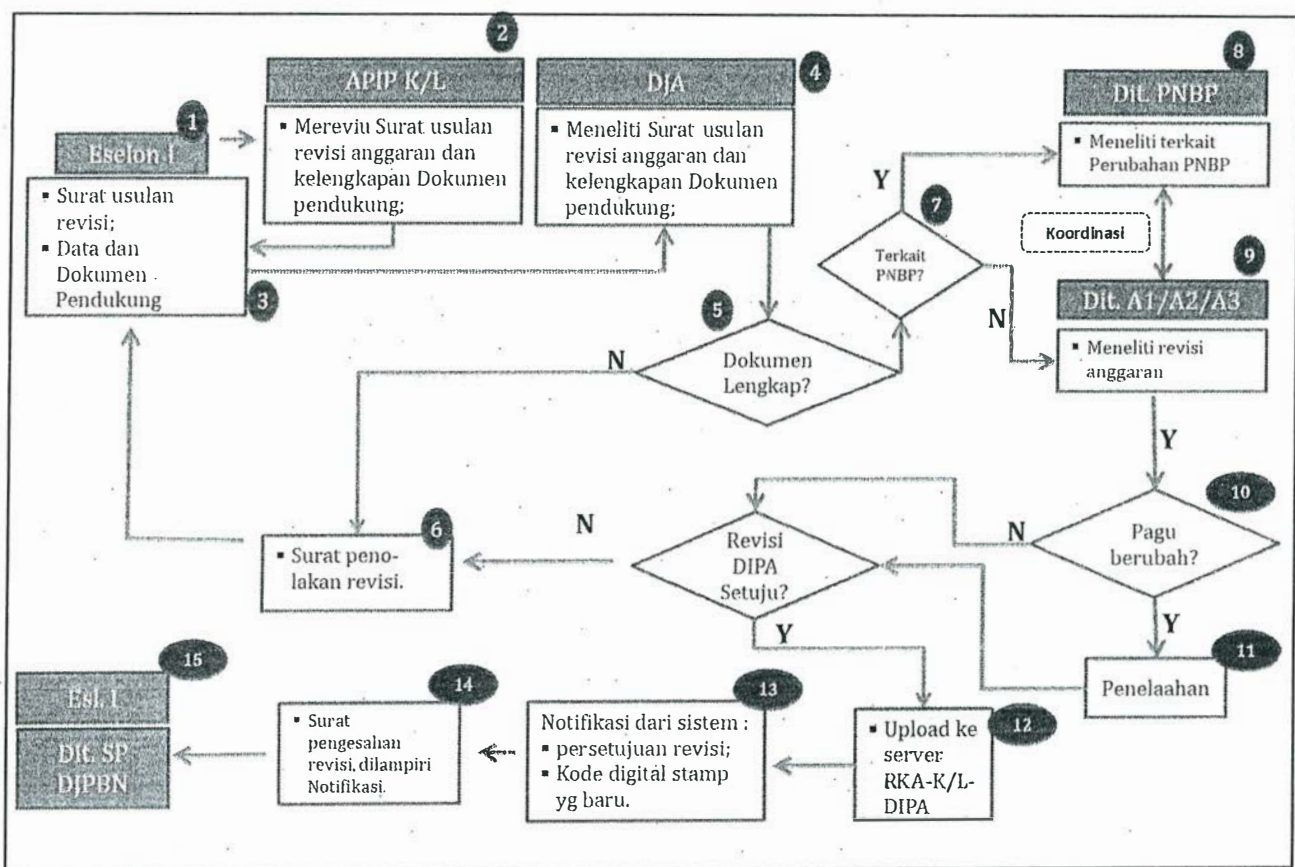 1
Eselon I
▪ Surat usulan
revisi;
▪ Data dan
Dokumen
Pendukung
3
2
APIP K/L
▪ Mereviu Surat usulan
revisi anggaran dan
kelengkapan Dokumen
pendukung;
4
DJA
▪ Meneliti Surat usulan
revisi anggaran dan
kelengkapan Dokumen
pendukung;
5
Dokumen
Lengkap?
N
7
Terkait
PNBP?
Y
N
8
Dit. PNBP
▪ Meneliti terkait
Perubahan PNBP
Koordinasi
9
Dit. A1/A2/A3
▪ Meneliti revisi
anggaran
Y
10
Pagu
berubah?
N
Y
11
Penelaahan
Revisi
DIPA
Setuju?
N
Y
6
▪ Surat peno-
lakan revisi.
12
▪ Upload ke
server
RKA-K/L-
DIPA
13
Notifikasi dari sistem :
▪ persetujuan revisi;
▪ Kode digital stamp
yg baru.
14
▪ Surat
pengesahan
revisi, dilampiri
Notifikasi.
15
Esl. I
Dit. SP
DJPBN